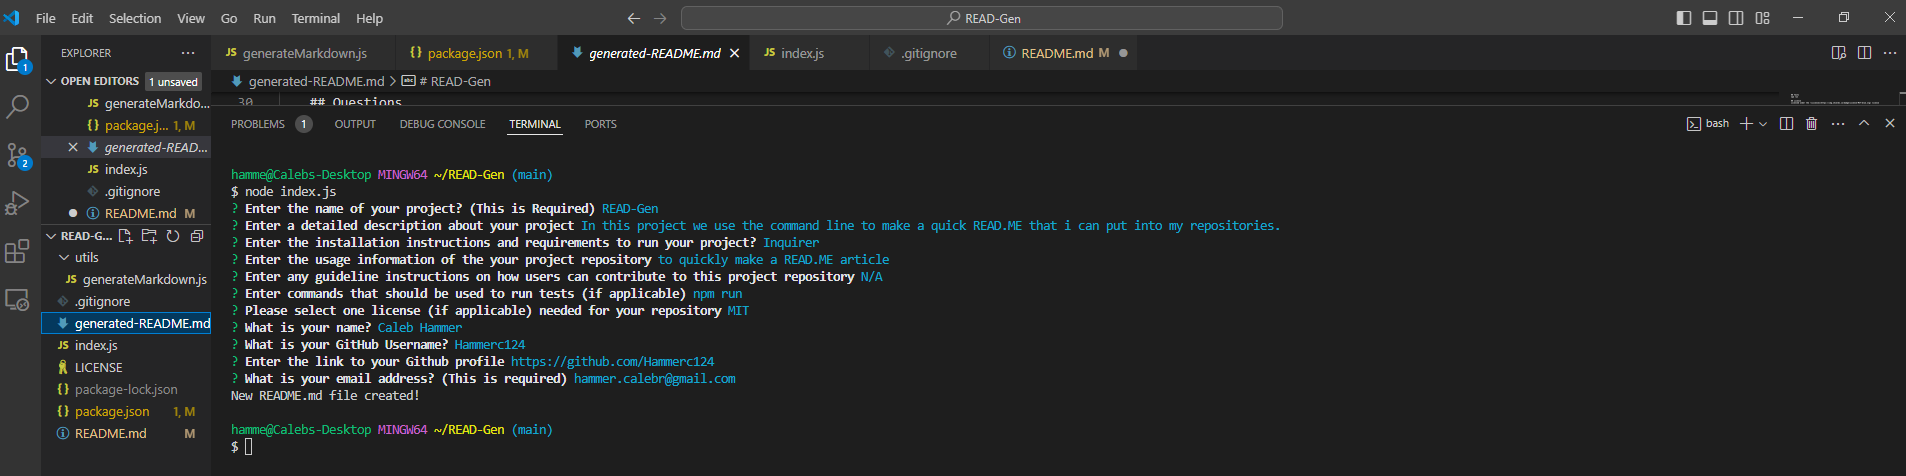 File Edit Selection View Go Run Terminal Help READ-Gen
EXPLORER
OPEN EDITORS 1 unsaved
JS generateMarkdo...
{} package.j... 1, M
generated-READ...
JS index.js
.gitignore
README.md M
READ-G...
utils
JS generateMarkdown.js
.gitignore
generated-README.md
JS index.js
LICENSE
{} package-lock.json
{} package.json 1, M
README.md M
1
2
JS generateMarkdown.js {} package.json 1, M generated-README.md JS index.js .gitignore README.md M
generated-README.md > abc # READ-Gen
30 ## Questions
PROBLEMS 1 OUTPUT DEBUG CONSOLE TERMINAL PORTS bash
hamme@Calebs-Desktop MINGW64 ~/READ-Gen (main)
$ node index.js
? Enter the name of your project? (This is Required) READ-Gen
? Enter a detailed description about your project In this project we use the command line to make a quick READ.ME that i can put into my repositories.
? Enter the installation instructions and requirements to run your project? Inquirer
? Enter the usage information of the your project repository to quickly make a READ.ME article
? Enter any guideline instructions on how users can contribute to this project repository N/A
? Enter commands that should be used to run tests (if applicable) npm run
? Please select one license (if applicable) needed for your repository MIT
? What is your name? Caleb Hammer
? What is your GitHub Username? Hammerc124
? Enter the link to your Github profile https://github.com/Hammerc124
? What is your email address? (This is required) hammer.calebr@gmail.com
New README.md file created!
hamme@Calebs-Desktop MINGW64 ~/READ-Gen (main)
$